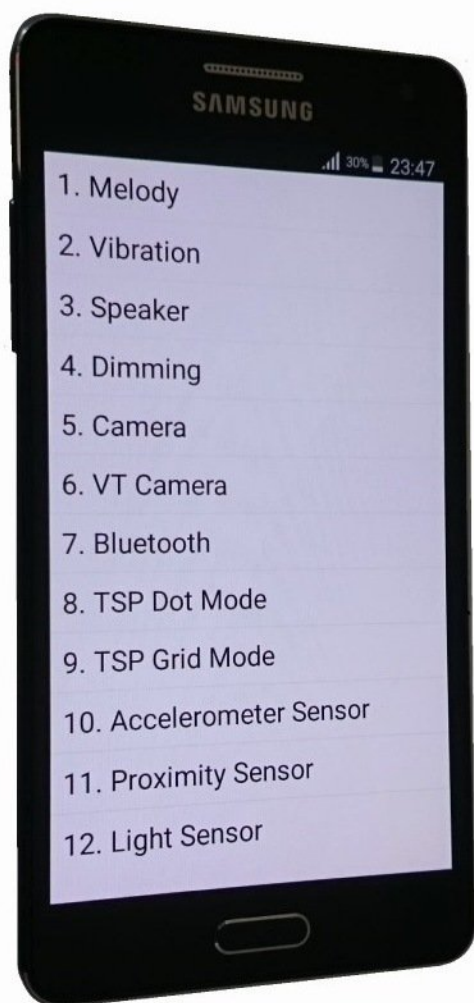 SAMSUNG
30% 23:47
1. Melody
2. Vibration
3. Speaker
4. Dimming
5. Camera
6. VT Camera
7. Bluetooth
8. TSP Dot Mode
9. TSP Grid Mode
10. Accelerometer Sensor
11. Proximity Sensor
12. Light Sensor